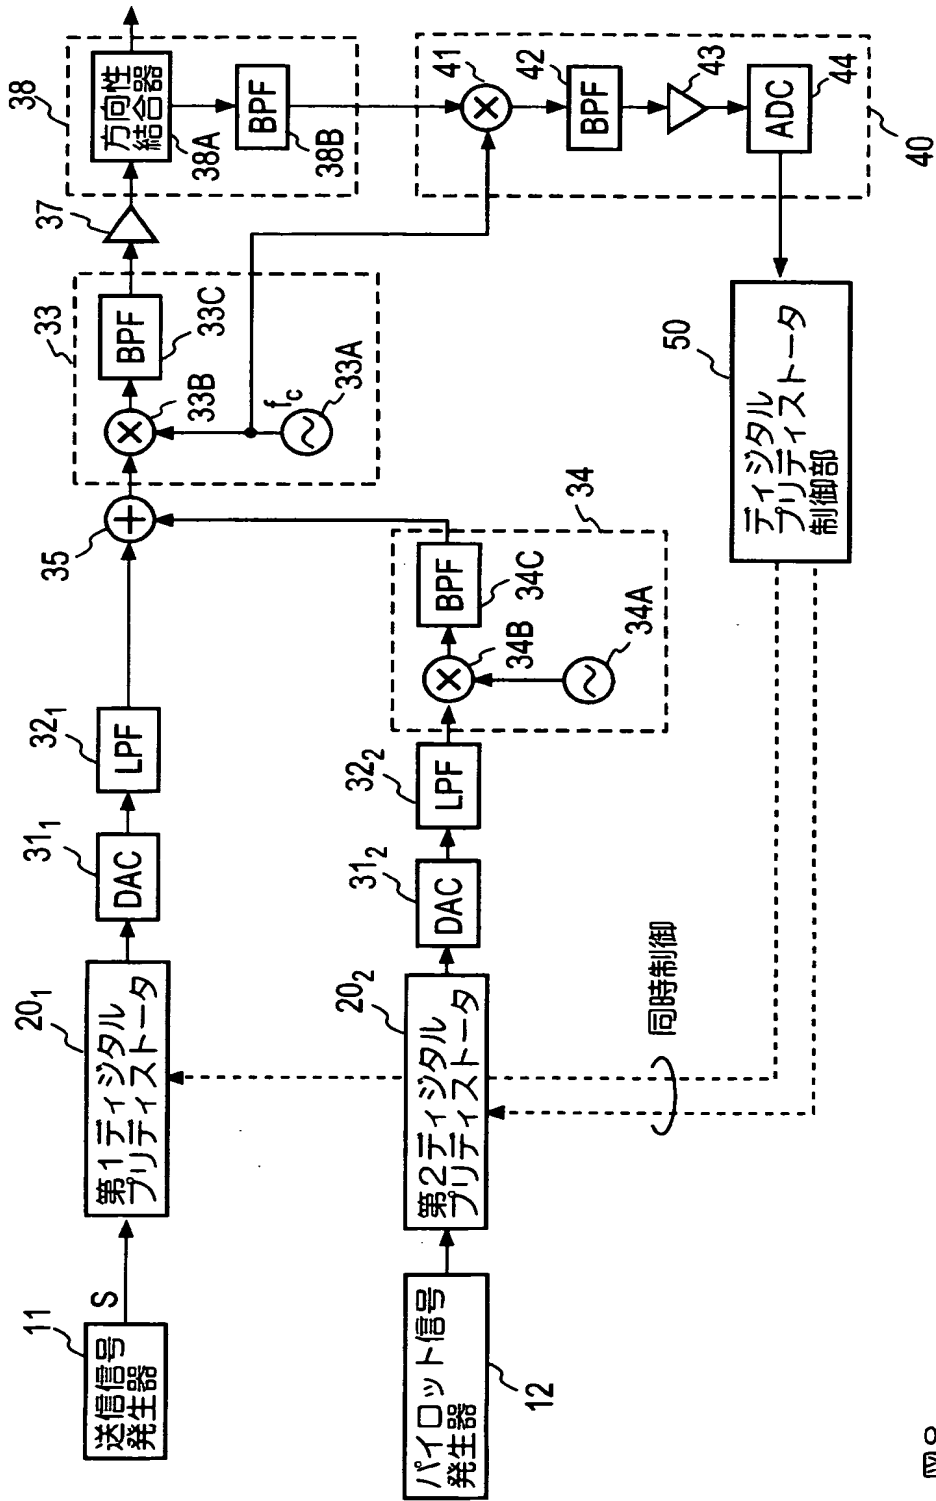 11
送信信号
発生器
S
20₁
第1ディジタル
プリディストータ
31₁
DAC
32₁
LPF
35
33
33B
BPF
33C
fc
33A
37
38
方向性
結合器
38A
BPF
38B
パイロット信号
発生器
12
20₂
第2ディジタル
プリディストータ
31₂
DAC
32₂
LPF
34
34B
BPF
34C
34A
41
42
BPF
43
ADC
44
40
同時制御
50
ディジタル
プリディストータ
制御部